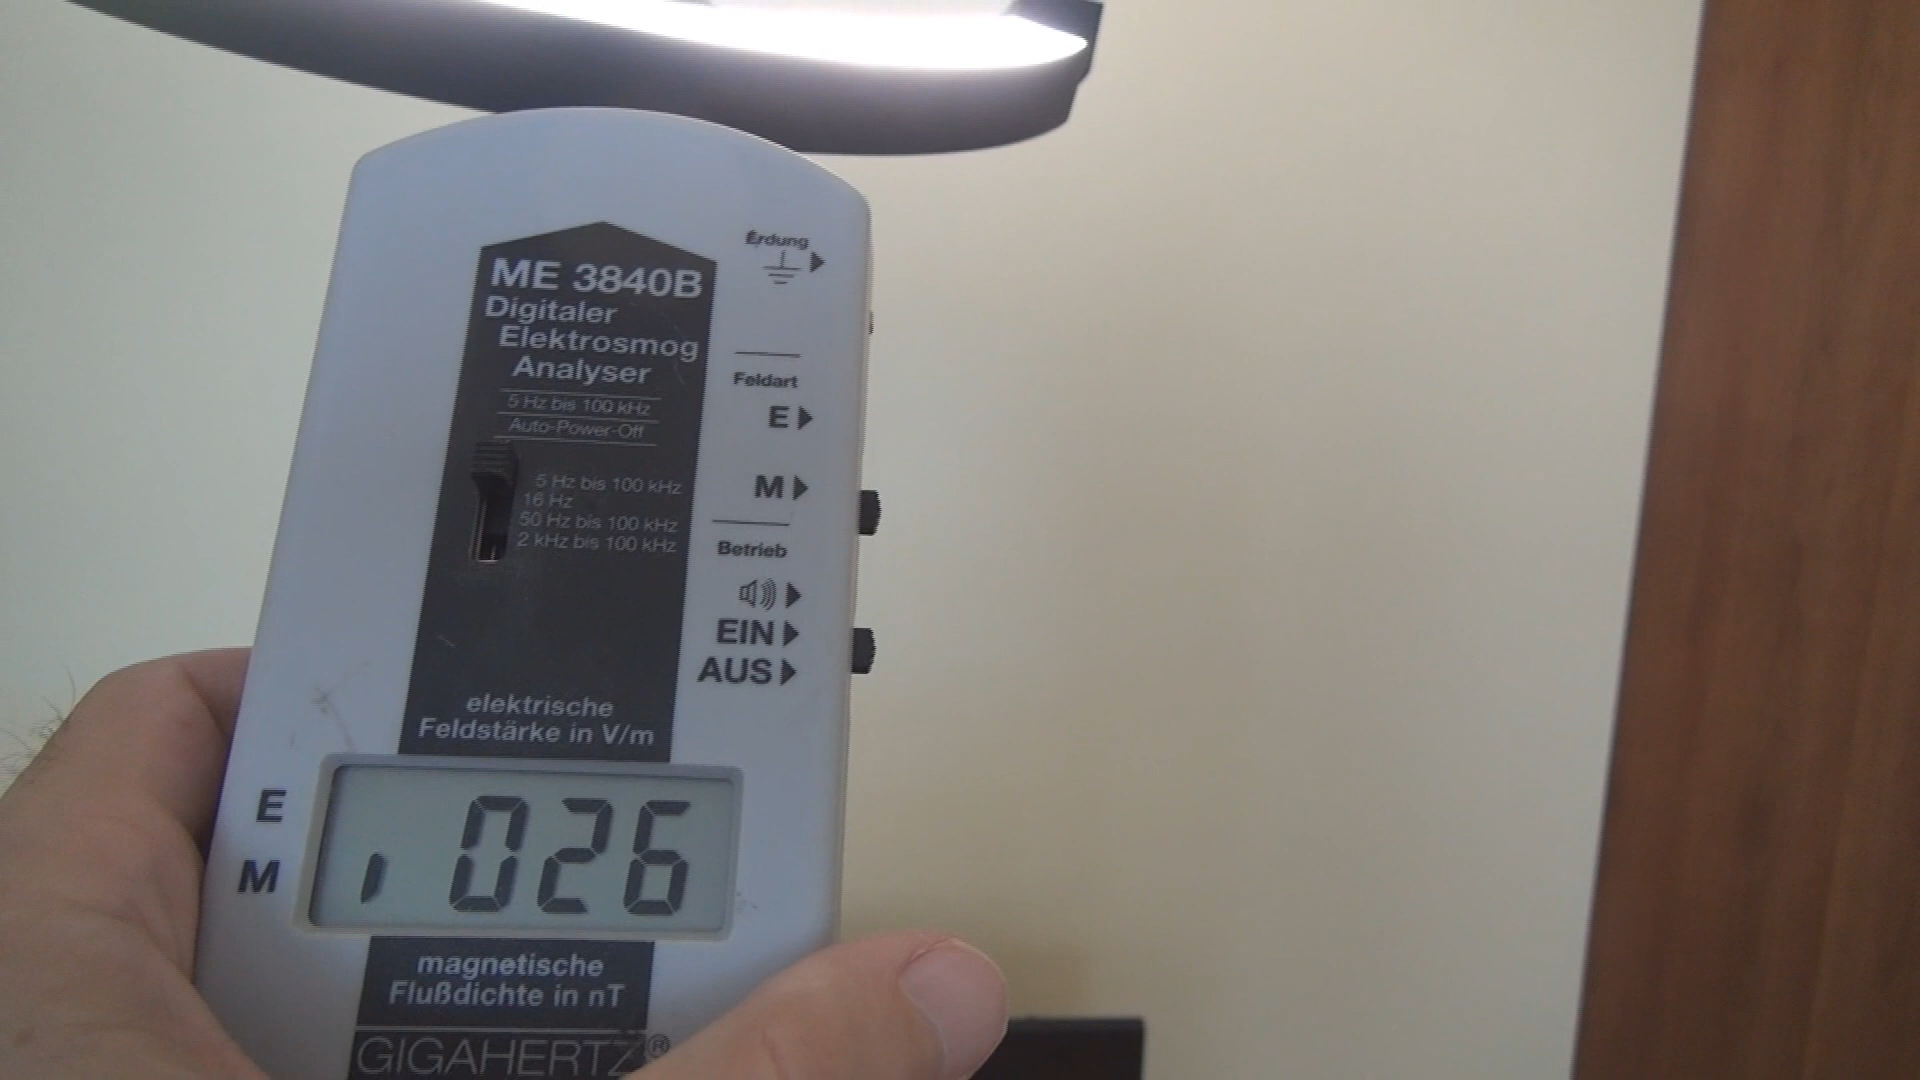 Erdung
ME 3840B
Digitaler
Elektrosmog
Analyser
5 Hz bis 100 kHz
Auto-Power-Off
Feldart
E
M
5 Hz bis 100 kHz
16 Hz
50 Hz bis 100 kHz
2 kHz bis 100 kHz
Betrieb
EIN
AUS
elektrische
Feldstärke in V/m
E
M
026
magnetische
Flußdichte in nT
GIGAHERTZ®